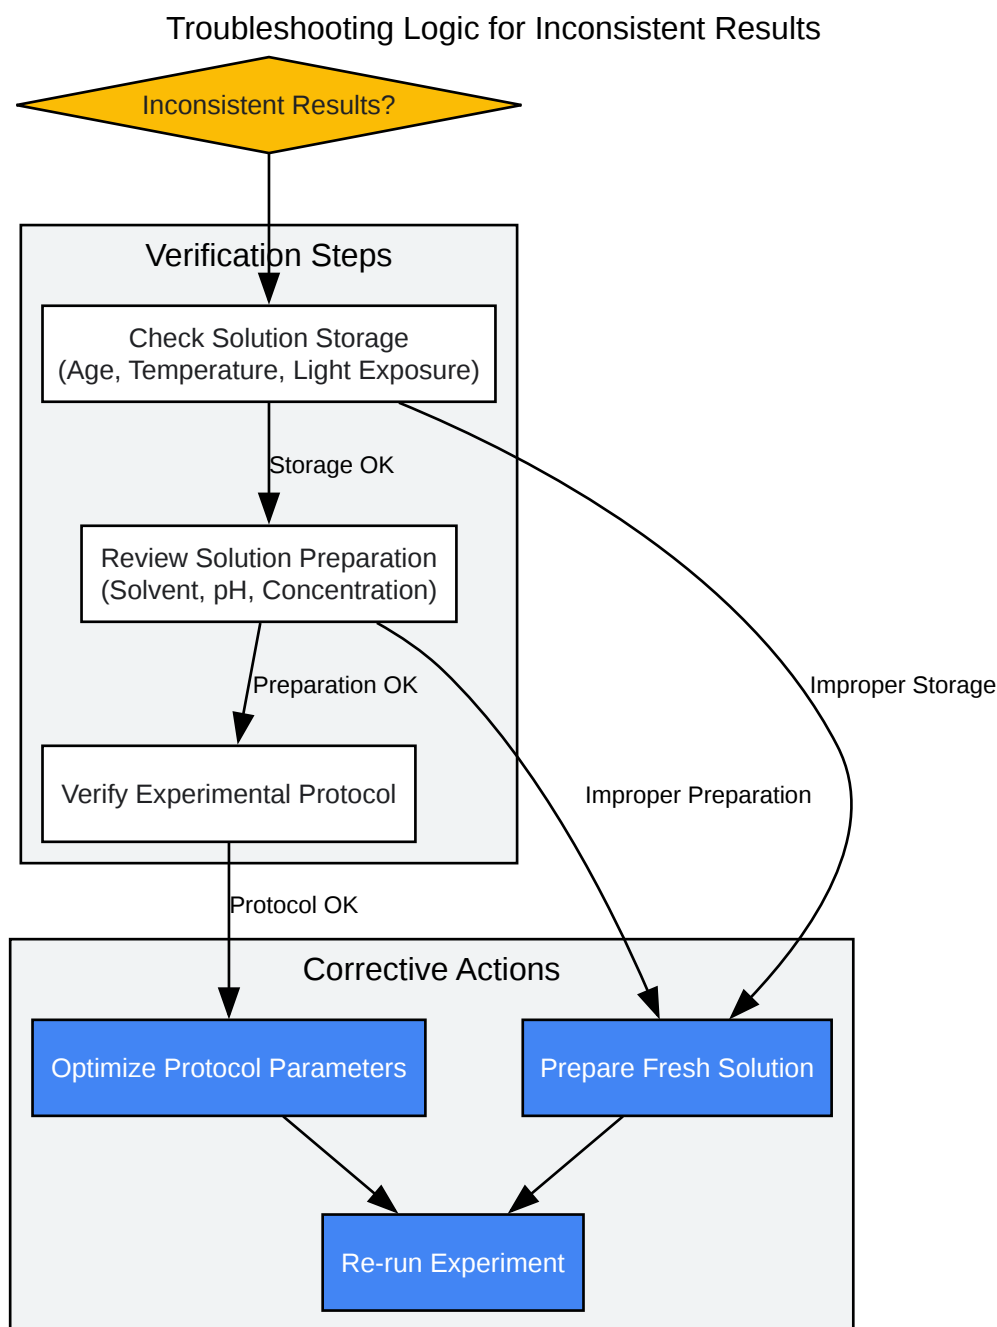 Troubleshooting Logic for Inconsistent Results
Inconsistent Results?
Verification Steps
Check Solution Storage
(Age, Temperature, Light Exposure)
Storage OK
Review Solution Preparation
(Solvent, pH, Concentration)
Preparation OK
Improper Storage
Verify Experimental Protocol
Improper Preparation
Protocol OK
Corrective Actions
Optimize Protocol Parameters
Prepare Fresh Solution
Re-run Experiment